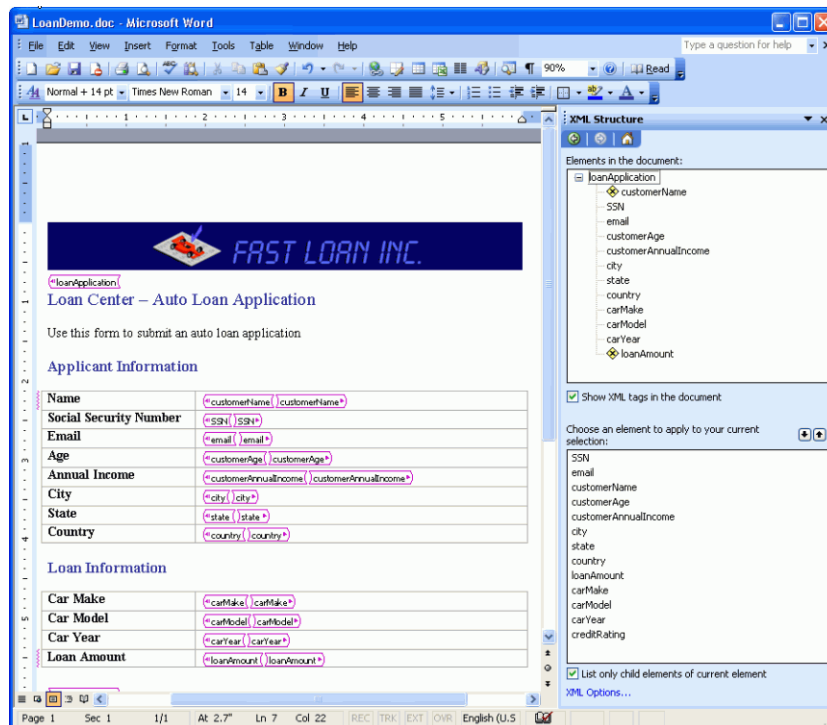 LoanDemo.doc - Microsoft Word
File Edit View Insert Format Tools Table Window Help Type a question for help
90% Read
Normal + 14 pt Times New Roman 14 B I U
1 2 3 4 5
FAST LOAN INC.
loanApplication
Loan Center – Auto Loan Application
Use this form to submit an auto loan application
Applicant Information
Name customerName customerName
Social Security Number SSN SSN
Email email email
Age customerAge customerAge
Annual Income customerAnnualIncome customerAnnualIncome
City city city
State state state
Country country country
Loan Information
Car Make carMake carMake
Car Model carModel carModel
Car Year carYear carYear
Loan Amount loanAmount loanAmount
Page 1 Sec 1 1/1 At 2.7" Ln 7 Col 22 REC TRK EXT OVR English (U.S
XML Structure
Elements in the document:
loanApplication
customerName
SSN
email
customerAge
customerAnnualIncome
city
state
country
carMake
carModel
carYear
loanAmount
Show XML tags in the document
Choose an element to apply to your current
selection:
SSN
email
customerName
customerAge
customerAnnualIncome
city
state
country
loanAmount
carMake
carModel
carYear
creditRating
List only child elements of current element
XML Options...